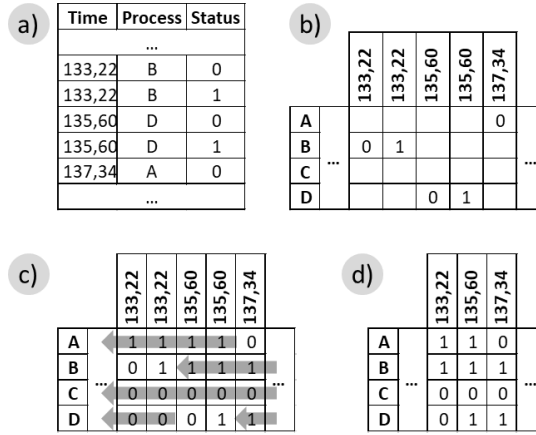 a)
Time Process Status
...
133,22 B 0
133,22 B 1
135,60 D 0
135,60 D 1
137,34 A 0
...
b)
133,22 133,22 135,60 135,60 137,34
A 0
B ... 0 1 ...
C
D 0 1
c)
133,22 133,22 135,60 135,60 137,34
A 1 1 1 1 0
B ... 0 1 1 1 1 ...
C 0 0 0 0 0
D 0 0 0 1 1
d)
133,22 135,60 137,34
A 1 1 0
B ... 1 1 1 ...
C 0 0 0
D 0 1 1